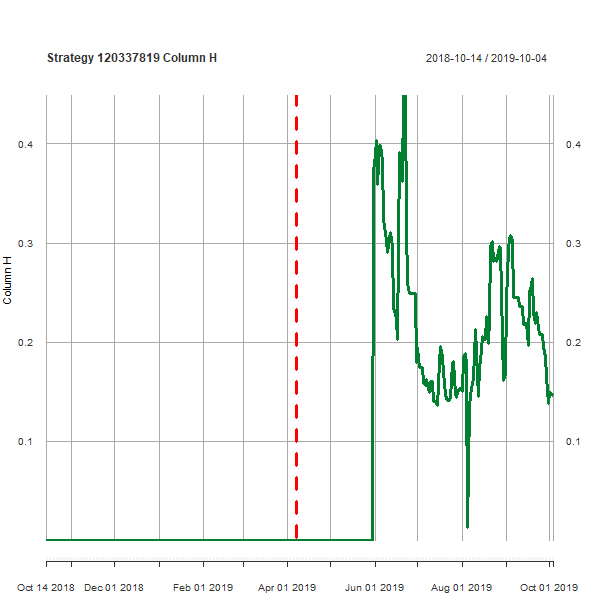 Strategy 120337819 Column H 2018-10-14 / 2019-10-04
0.4 0.4
0.3 0.3
Column H
0.2 0.2
0.1 0.1
Oct 14 2018 Dec 01 2018 Feb 01 2019 Apr 01 2019 Jun 01 2019 Aug 01 2019 Oct 01 2019